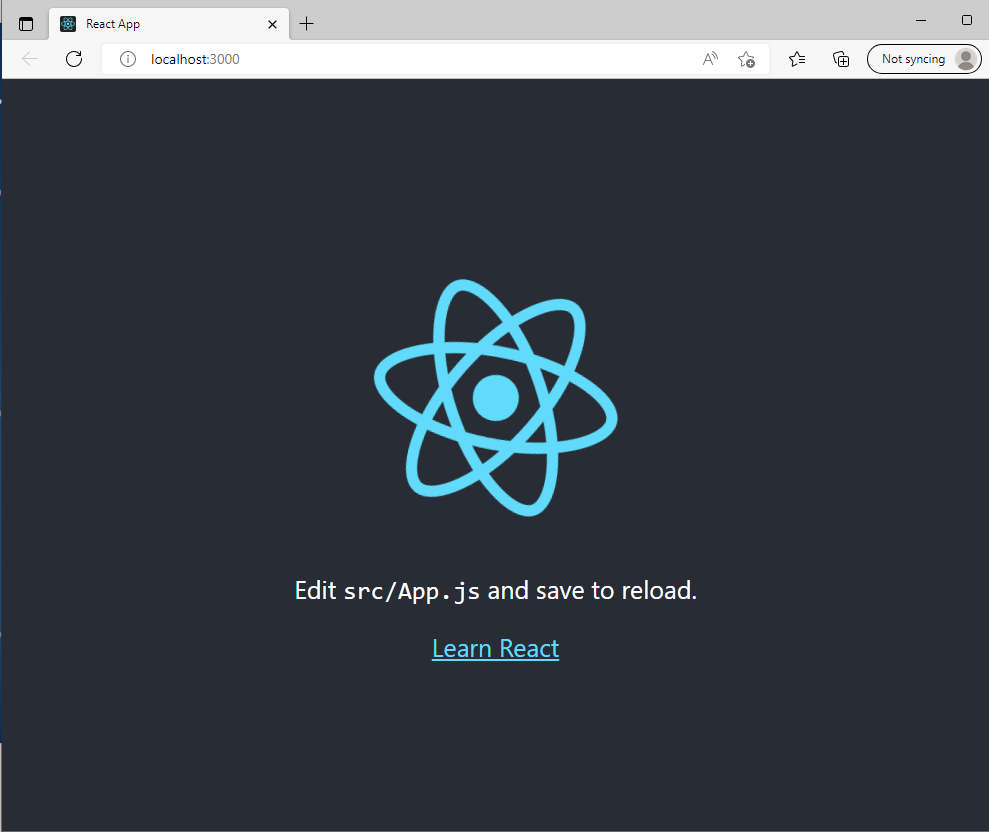 React App
localhost:3000
Not syncing
Edit src/App.js and save to reload.
Learn React